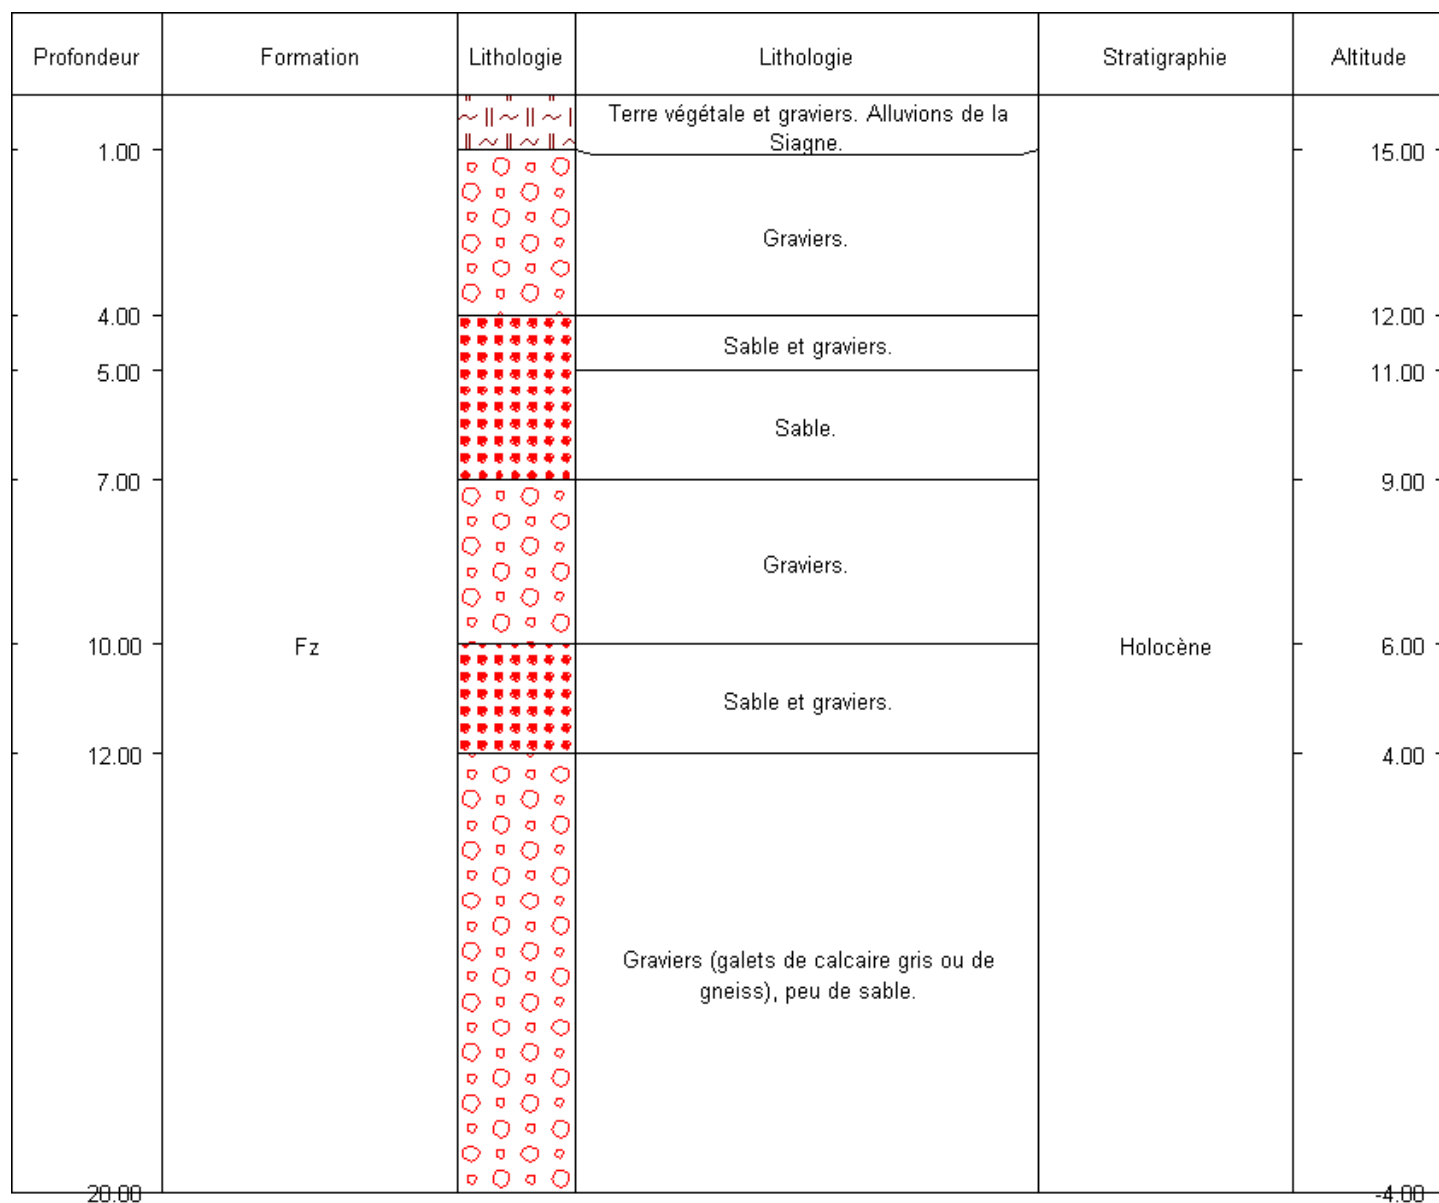 Profondeur Formation Lithologie Lithologie Stratigraphie Altitude
Terre végétale et graviers. Alluvions de la
Siagne.
1.00 15.00
Graviers.
4.00 12.00
Sable et graviers.
5.00 11.00
Sable.
7.00 9.00
Graviers.
10.00 Fz Holocène 6.00
Sable et graviers.
12.00 4.00
Graviers (galets de calcaire gris ou de
gneiss), peu de sable.
20.00 -4.00